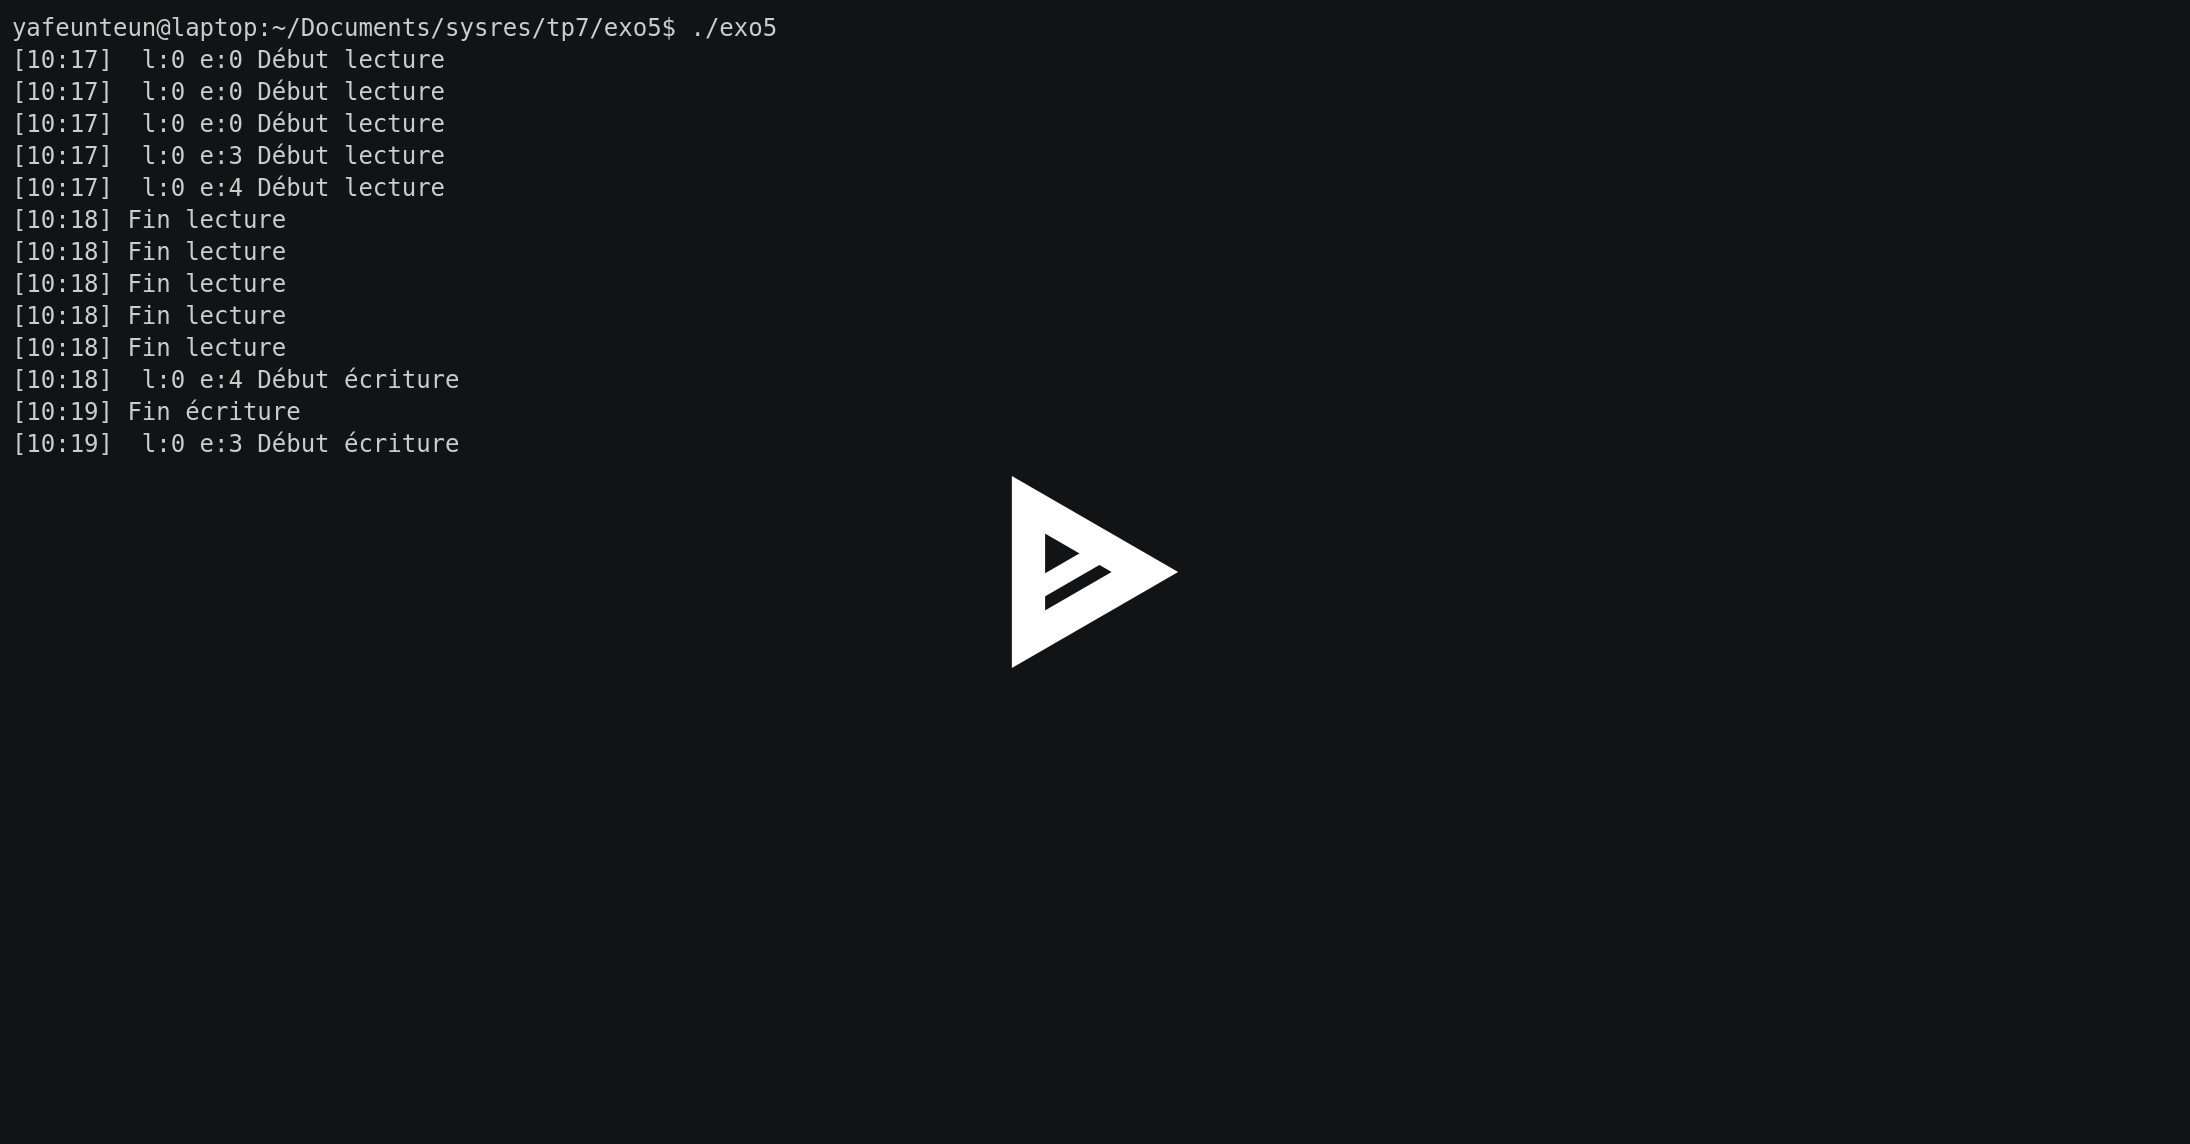 yafeunteun@laptop:~/Documents/sysres/tp7/exo5$ ./exo5
[10:17]  l:0 e:0 Début lecture
[10:17]  l:0 e:0 Début lecture
[10:17]  l:0 e:0 Début lecture
[10:17]  l:0 e:3 Début lecture
[10:17]  l:0 e:4 Début lecture
[10:18] Fin lecture
[10:18] Fin lecture
[10:18] Fin lecture
[10:18] Fin lecture
[10:18] Fin lecture
[10:18]  l:0 e:4 Début écriture
[10:19] Fin écriture
[10:19]  l:0 e:3 Début écriture